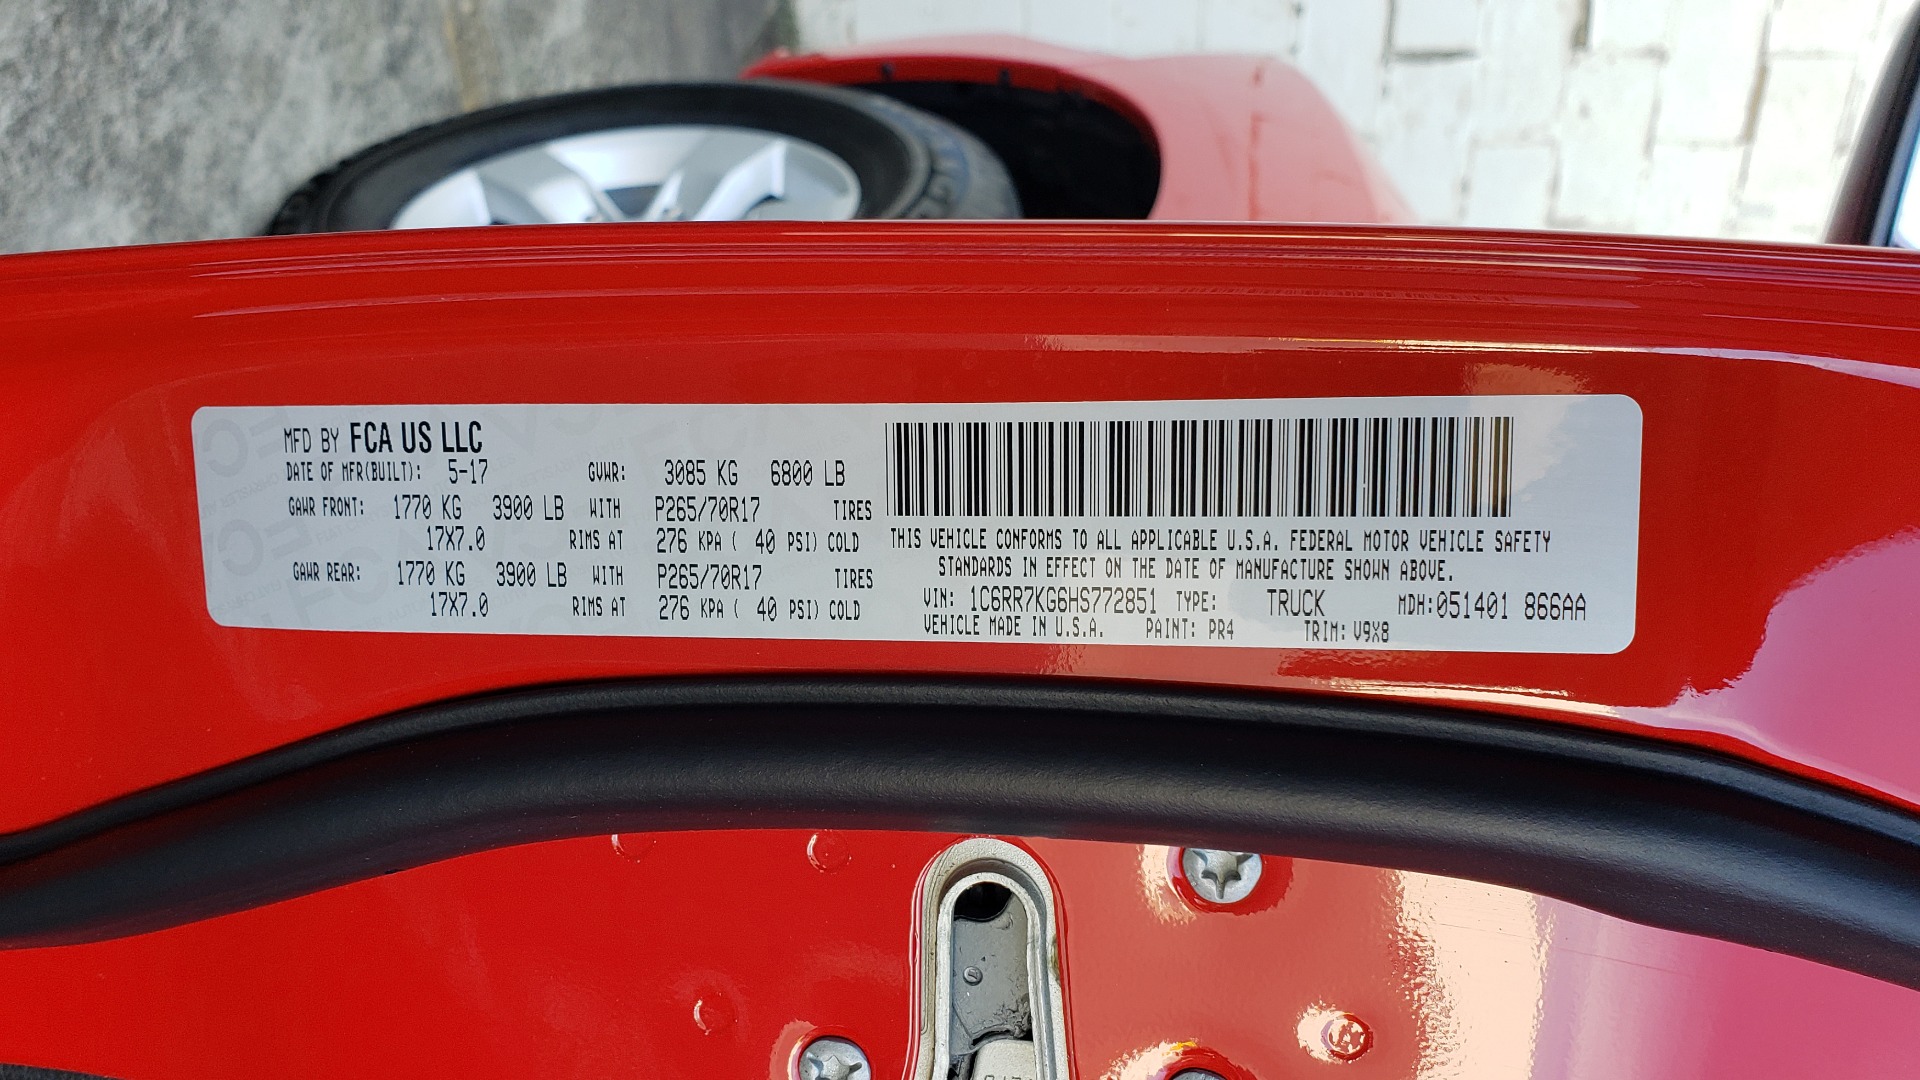 MFD BY FCA US LLC
DATE OF MFR(BUILT): 5-17 GVWR: 3085 KG 6800 LB
GAWR FRONT: 1770 KG 3900 LB WITH P265/70R17 TIRES
17X7.0 RIMS AT 276 KPA ( 40 PSI) COLD
GAWR REAR: 1770 KG 3900 LB WITH P265/70R17 TIRES
17X7.0 RIMS AT 276 KPA ( 40 PSI) COLD
THIS VEHICLE CONFORMS TO ALL APPLICABLE U.S.A. FEDERAL MOTOR VEHICLE SAFETY
STANDARDS IN EFFECT ON THE DATE OF MANUFACTURE SHOWN ABOVE.
VIN: 1C6RR7KG6HS772851 TYPE: TRUCK MDH:051401 866AA
VEHICLE MADE IN U.S.A. PAINT: PR4 TRIM: V9X8